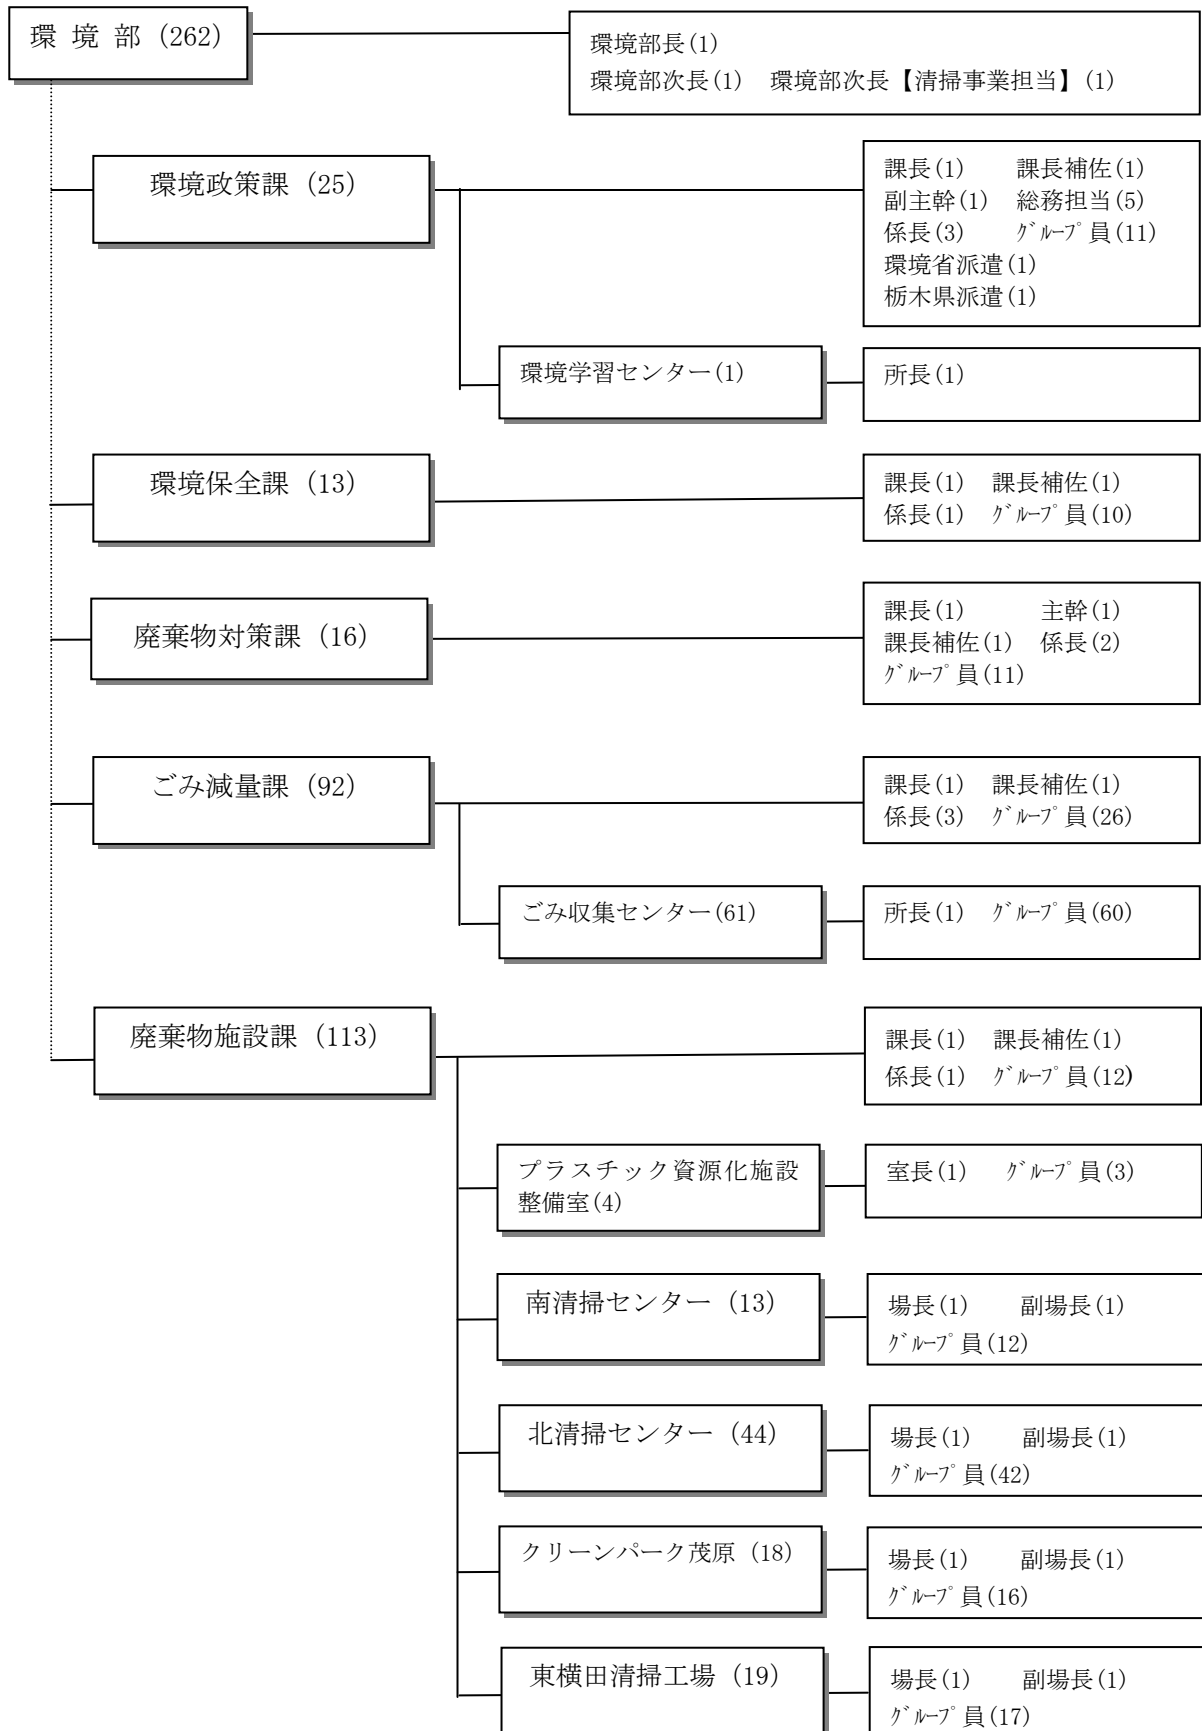 環 境 部 (262)
環境部長(1)
環境部次長(1) 環境部次長【清掃事業担当】(1)
環境政策課 (25)
課長(1) 課長補佐(1)
副主幹(1) 総務担当(5)
係長(3) ｸﾞﾙｰﾌﾟ員(11)
環境省派遣(1)
栃木県派遣(1)
環境学習センター(1)
所長(1)
環境保全課 (13)
課長(1) 課長補佐(1)
係長(1) ｸﾞﾙｰﾌﾟ員(10)
廃棄物対策課 (16)
課長(1) 主幹(1)
課長補佐(1) 係長(2)
ｸﾞﾙｰﾌﾟ員(11)
ごみ減量課 (92)
課長(1) 課長補佐(1)
係長(3) ｸﾞﾙｰﾌﾟ員(26)
ごみ収集センター(61)
所長(1) ｸﾞﾙｰﾌﾟ員(60)
廃棄物施設課 (113)
課長(1) 課長補佐(1)
係長(1) ｸﾞﾙｰﾌﾟ員(12)
プラスチック資源化施設
整備室(4)
室長(1) ｸﾞﾙｰﾌﾟ員(3)
南清掃センター (13)
場長(1) 副場長(1)
ｸﾞﾙｰﾌﾟ員(12)
北清掃センター (44)
場長(1) 副場長(1)
ｸﾞﾙｰﾌﾟ員(42)
クリーンパーク茂原 (18)
場長(1) 副場長(1)
ｸﾞﾙｰﾌﾟ員(16)
東横田清掃工場 (19)
場長(1) 副場長(1)
ｸﾞﾙｰﾌﾟ員(17)